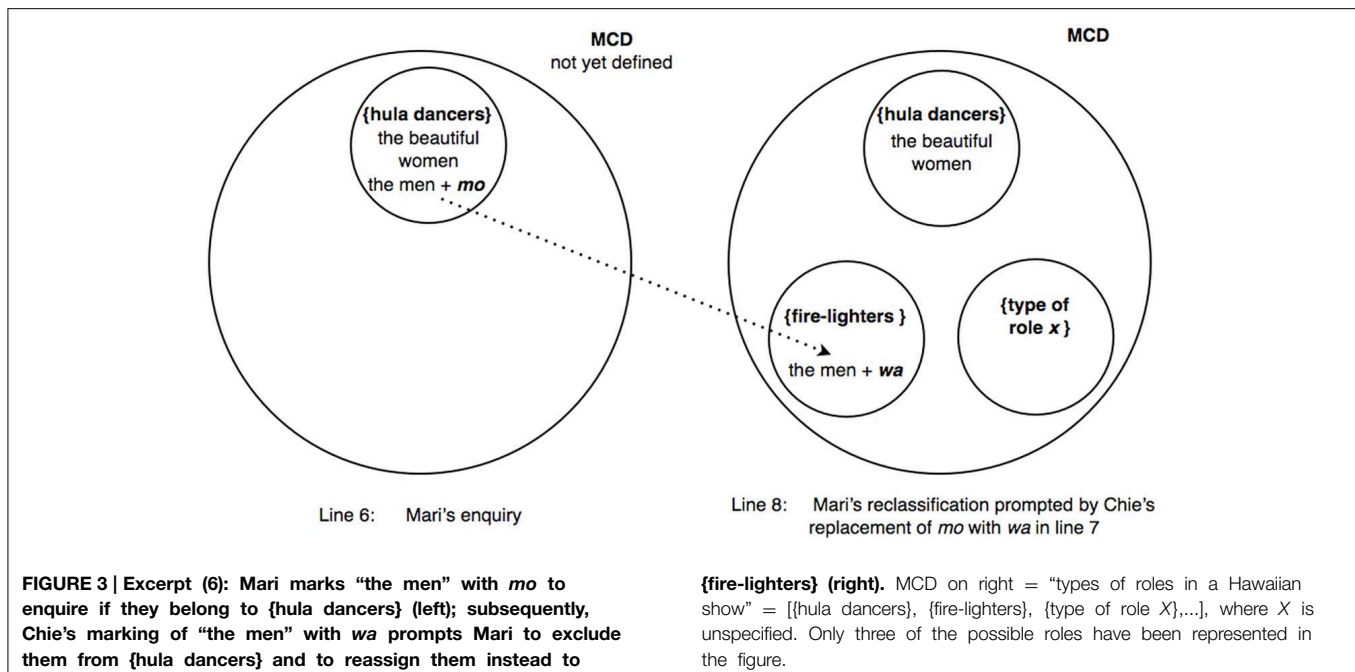 MCD
not yet defined
{hula dancers}
the beautiful
women
the men + mo
Line 6: Mari's enquiry
MCD
{hula dancers}
the beautiful
women
{fire-lighters }
the men + wa
{type of
role x }
Line 8: Mari's reclassification prompted by Chie's
replacement of mo with wa in line 7
FIGURE 3 | Excerpt (6): Mari marks “the men” with mo to
enquire if they belong to {hula dancers} (left); subsequently,
Chie’s marking of “the men” with wa prompts Mari to exclude
them from {hula dancers} and to reassign them instead to
{fire-lighters} (right). MCD on right = “types of roles in a Hawaiian
show” = [{hula dancers}, {fire-lighters}, {type of role X},...], where X is
unspecified. Only three of the possible roles have been represented in
the figure.